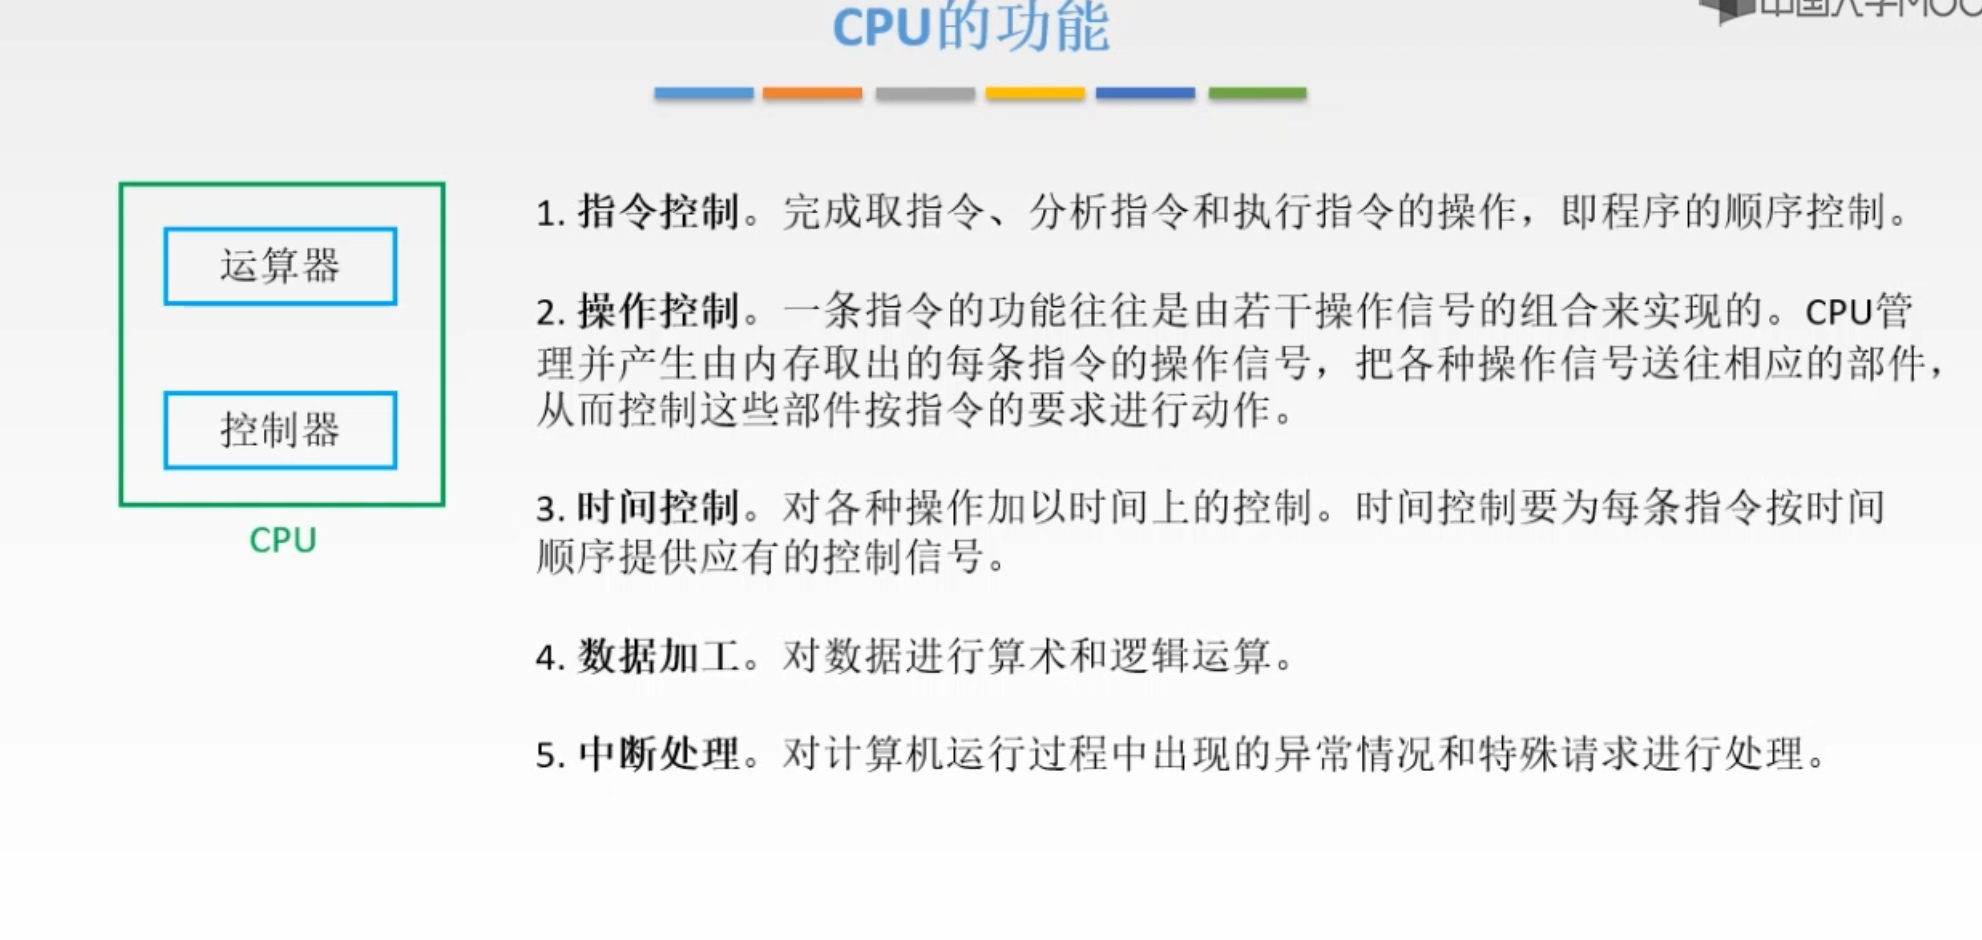 CPU的功能
中国大学MOO
运算器
控制器
CPU
1. 指令控制。完成取指令、分析指令和执行指令的操作，即程序的顺序控制。
2. 操作控制。一条指令的功能往往是由若干操作信号的组合来实现的。CPU管
理并产生由内存取出的每条指令的操作信号，把各种操作信号送往相应的部件，
从而控制这些部件按指令的要求进行动作。
3. 时间控制。对各种操作加以时间上的控制。时间控制要为每条指令按时间
顺序提供应有的控制信号。
4. 数据加工。对数据进行算术和逻辑运算。
5. 中断处理。对计算机运行过程中出现的异常情况和特殊请求进行处理。